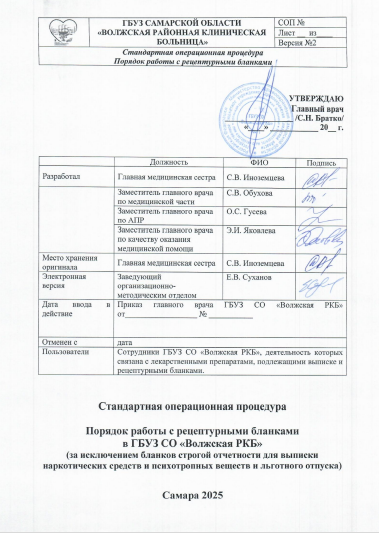 ГБУЗ САМАРСКОЙ ОБЛАСТИ
«ВОЛЖСКАЯ РАЙОННАЯ КЛИНИЧЕСКАЯ
БОЛЬНИЦА»
СОП №
Лист __ из ___
Версия №2
Стандартная операционная процедура
Порядок работы с рецептурными бланками
УТВЕРЖДАЮ
Главный врач
/С.Н. Братко/
«___» ____________ 20__ г.
Должность ФИО Подпись
Разработал Главная медицинская сестра С.В. Иноземцева
Заместитель главного врача С.В. Обухова
по медицинской части
Заместитель главного врача О.С. Гусева
по АПР
Заместитель главного врача Э.И. Яковлева
по качеству оказания
медицинской помощи
Место хранения
оригинала Главная медицинская сестра С.В. Иноземцева
Электронная Заведующий Е.В. Суханов
версия организационно-
методическим отделом
Дата ввода в Приказ главного врача ГБУЗ СО «Волжская РКБ»
действие от__________________ № ___________
Отменен с дата
Пользователи Сотрудники ГБУЗ СО «Волжская РКБ», деятельность которых
связана с лекарственными препаратами, подлежащими выписке и
рецептурными бланками.
Стандартная операционная процедура
Порядок работы с рецептурными бланками
в ГБУЗ СО «Волжская РКБ»
(за исключением бланков строгой отчетности для выписки
наркотических средств и психотропных веществ и льготного отпуска)
Самара 2025